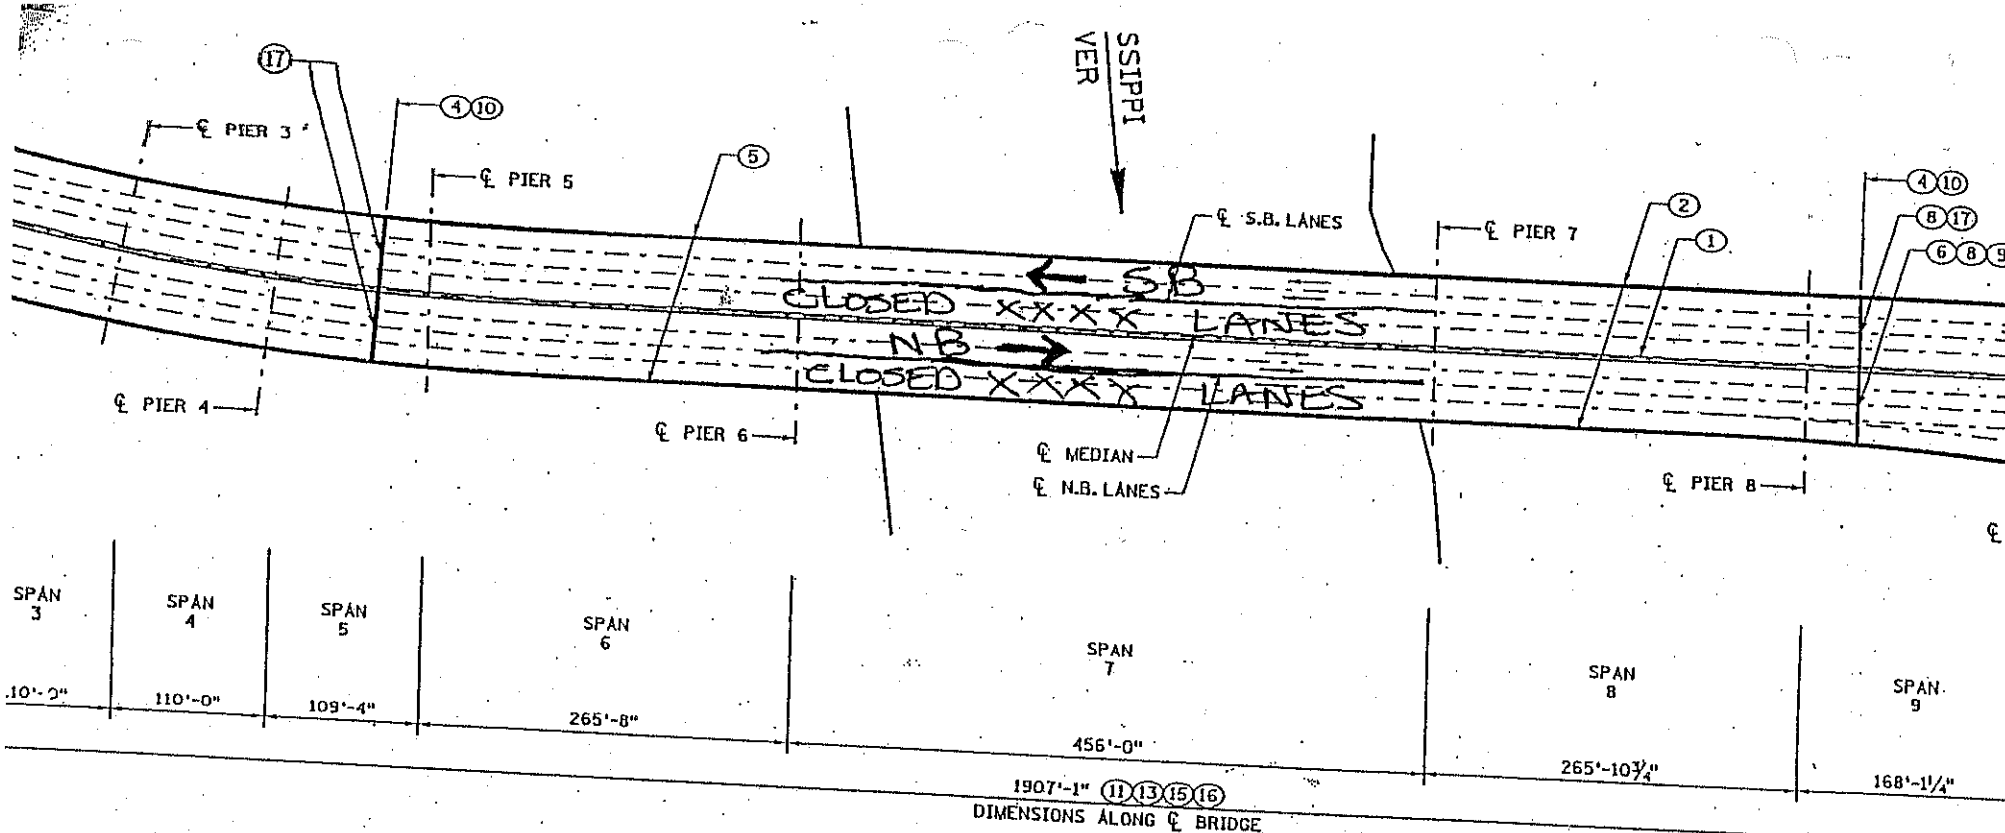 SSIPPI
VER
17
4 10
℄ PIER 3
5
℄ PIER 5
4 10
2
℄ S.B. LANES
8 17
℄ PIER 7
1
6 8 9
← SB
CLOSED XXXX LANES
NB →
CLOSED XXXX LANES
℄ PIER 4
℄ PIER 6
℄ MEDIAN
℄ N.B. LANES
℄ PIER 8
℄
SPAN
3
SPAN
4
SPAN
5
SPAN
6
SPAN
7
SPAN
8
SPAN
9
10'-0"
110'-0"
109'-4"
265'-8"
456'-0"
265'-10¾"
168'-1¼"
1907'-1" 11 13 15 16
DIMENSIONS ALONG ℄ BRIDGE